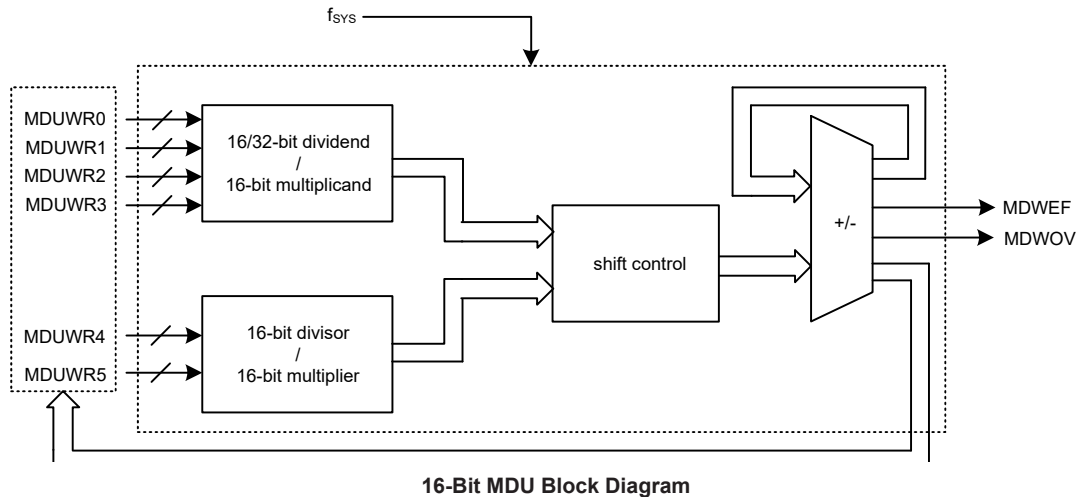 fSYS
MDUWR0
MDUWR1
MDUWR2
MDUWR3
MDUWR4
MDUWR5
16/32-bit dividend
/
16-bit multiplicand
16-bit divisor
/
16-bit multiplier
shift control
+/-
MDWEF
MDWOV
16-Bit MDU Block Diagram